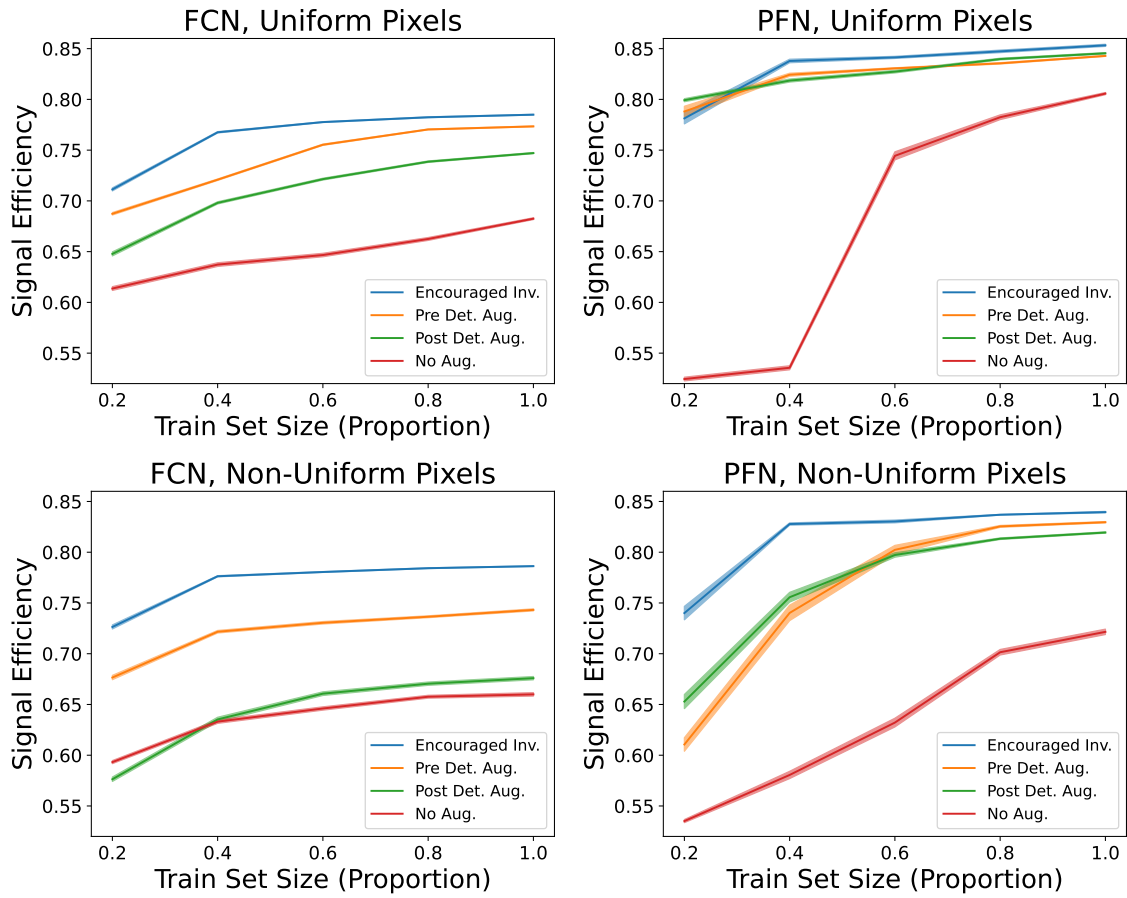 FCN, Uniform Pixels
0.85
0.80
0.75
0.70
0.65
0.60
0.55
Signal Efficiency
Encouraged Inv.
Pre Det. Aug.
Post Det. Aug.
No Aug.
0.2 0.4 0.6 0.8 1.0
Train Set Size (Proportion)
PFN, Uniform Pixels
0.85
0.80
0.75
0.70
0.65
0.60
0.55
Signal Efficiency
Encouraged Inv.
Pre Det. Aug.
Post Det. Aug.
No Aug.
0.2 0.4 0.6 0.8 1.0
Train Set Size (Proportion)
FCN, Non-Uniform Pixels
0.85
0.80
0.75
0.70
0.65
0.60
0.55
Signal Efficiency
Encouraged Inv.
Pre Det. Aug.
Post Det. Aug.
No Aug.
0.2 0.4 0.6 0.8 1.0
Train Set Size (Proportion)
PFN, Non-Uniform Pixels
0.85
0.80
0.75
0.70
0.65
0.60
0.55
Signal Efficiency
Encouraged Inv.
Pre Det. Aug.
Post Det. Aug.
No Aug.
0.2 0.4 0.6 0.8 1.0
Train Set Size (Proportion)